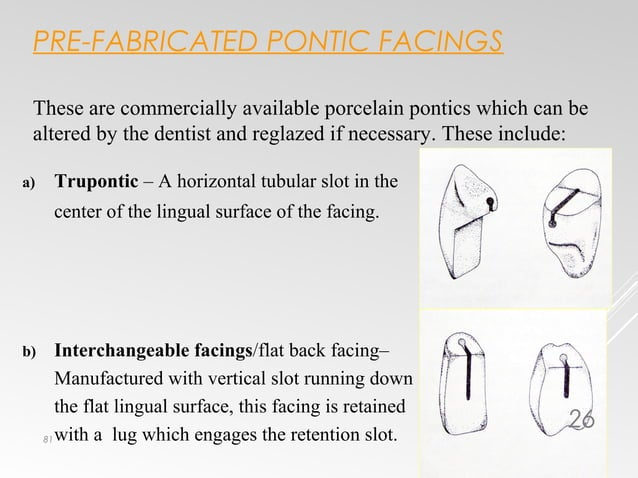 PRE-FABRICATED PONTIC FACINGS
These are commercially available porcelain pontics which can be
altered by the dentist and reglazed if necessary. These include:
a) Trupontic – A horizontal tubular slot in the
center of the lingual surface of the facing.
b) Interchangeable facings/flat back facing–
Manufactured with vertical slot running down
the flat lingual surface, this facing is retained
with a lug which engages the retention slot.
26
81